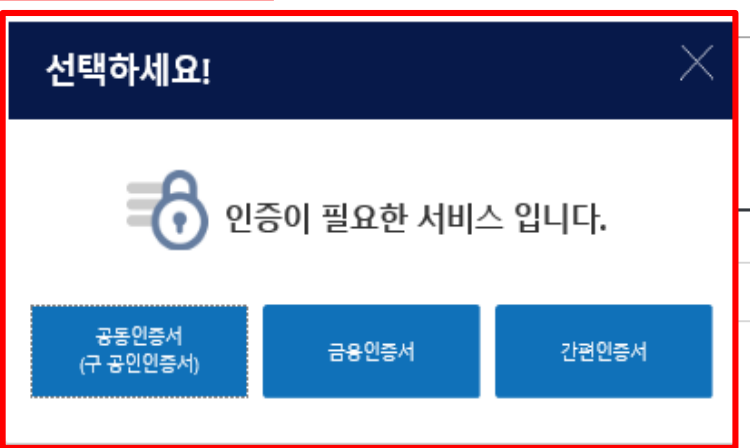 선택하세요!
인증이 필요한 서비스 입니다.
공동인증서
(구 공인인증서)
금융인증서
간편인증서